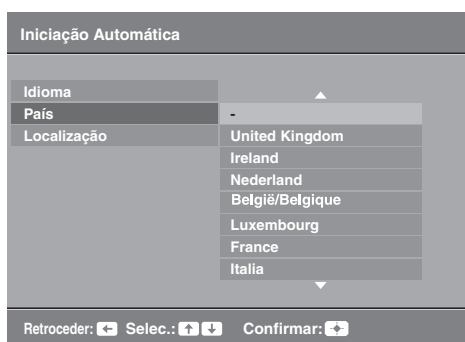 Iniciação Automática
Idioma
País
-
Localização
United Kingdom
Ireland
Nederland
België/Belgique
Luxembourg
France
Italia
Retroceder: Selec.: Confirmar: